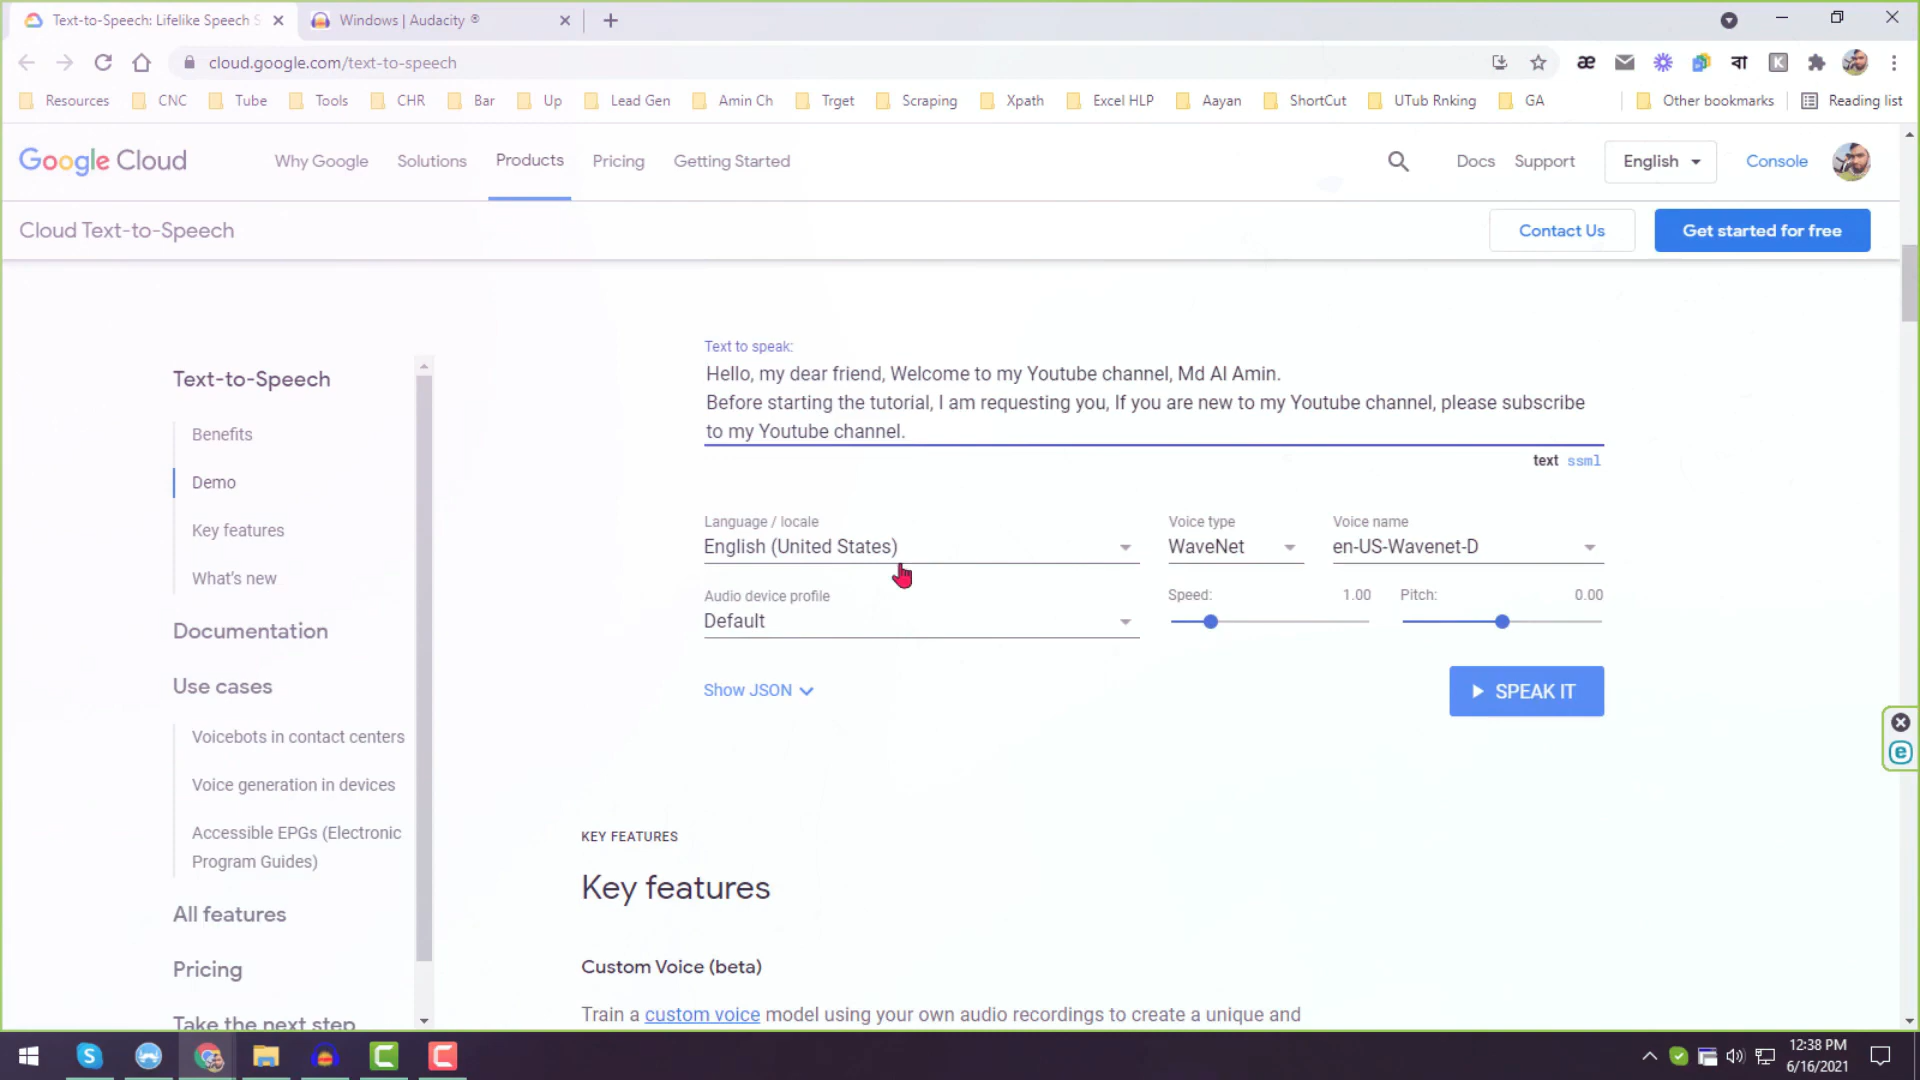 Text-to-Speech: Lifelike Speech S
Windows | Audacity ®
cloud.google.com/text-to-speech
Resources CNC Tube Tools CHR Bar Up Lead Gen Amin Ch Trget Scraping Xpath Excel HLP Aayan ShortCut UTub Rnking GA Other bookmarks Reading list
Google Cloud Why Google Solutions Products Pricing Getting Started Docs Support English Console
Cloud Text-to-Speech Contact Us Get started for free
Text-to-Speech
Benefits
Demo
Key features
What's new
Documentation
Use cases
Voicebots in contact centers
Voice generation in devices
Accessible EPGs (Electronic
Program Guides)
All features
Pricing
Take the next step
Text to speak:
Hello, my dear friend, Welcome to my Youtube channel, Md Al Amin.
Before starting the tutorial, I am requesting you, If you are new to my Youtube channel, please subscribe
to my Youtube channel.
text ssml
Language / locale Voice type Voice name
English (United States) WaveNet en-US-Wavenet-D
Audio device profile Speed: 1.00 Pitch: 0.00
Default
Show JSON SPEAK IT
KEY FEATURES
Key features
Custom Voice (beta)
Train a custom voice model using your own audio recordings to create a unique and
12:38 PM
6/16/2021